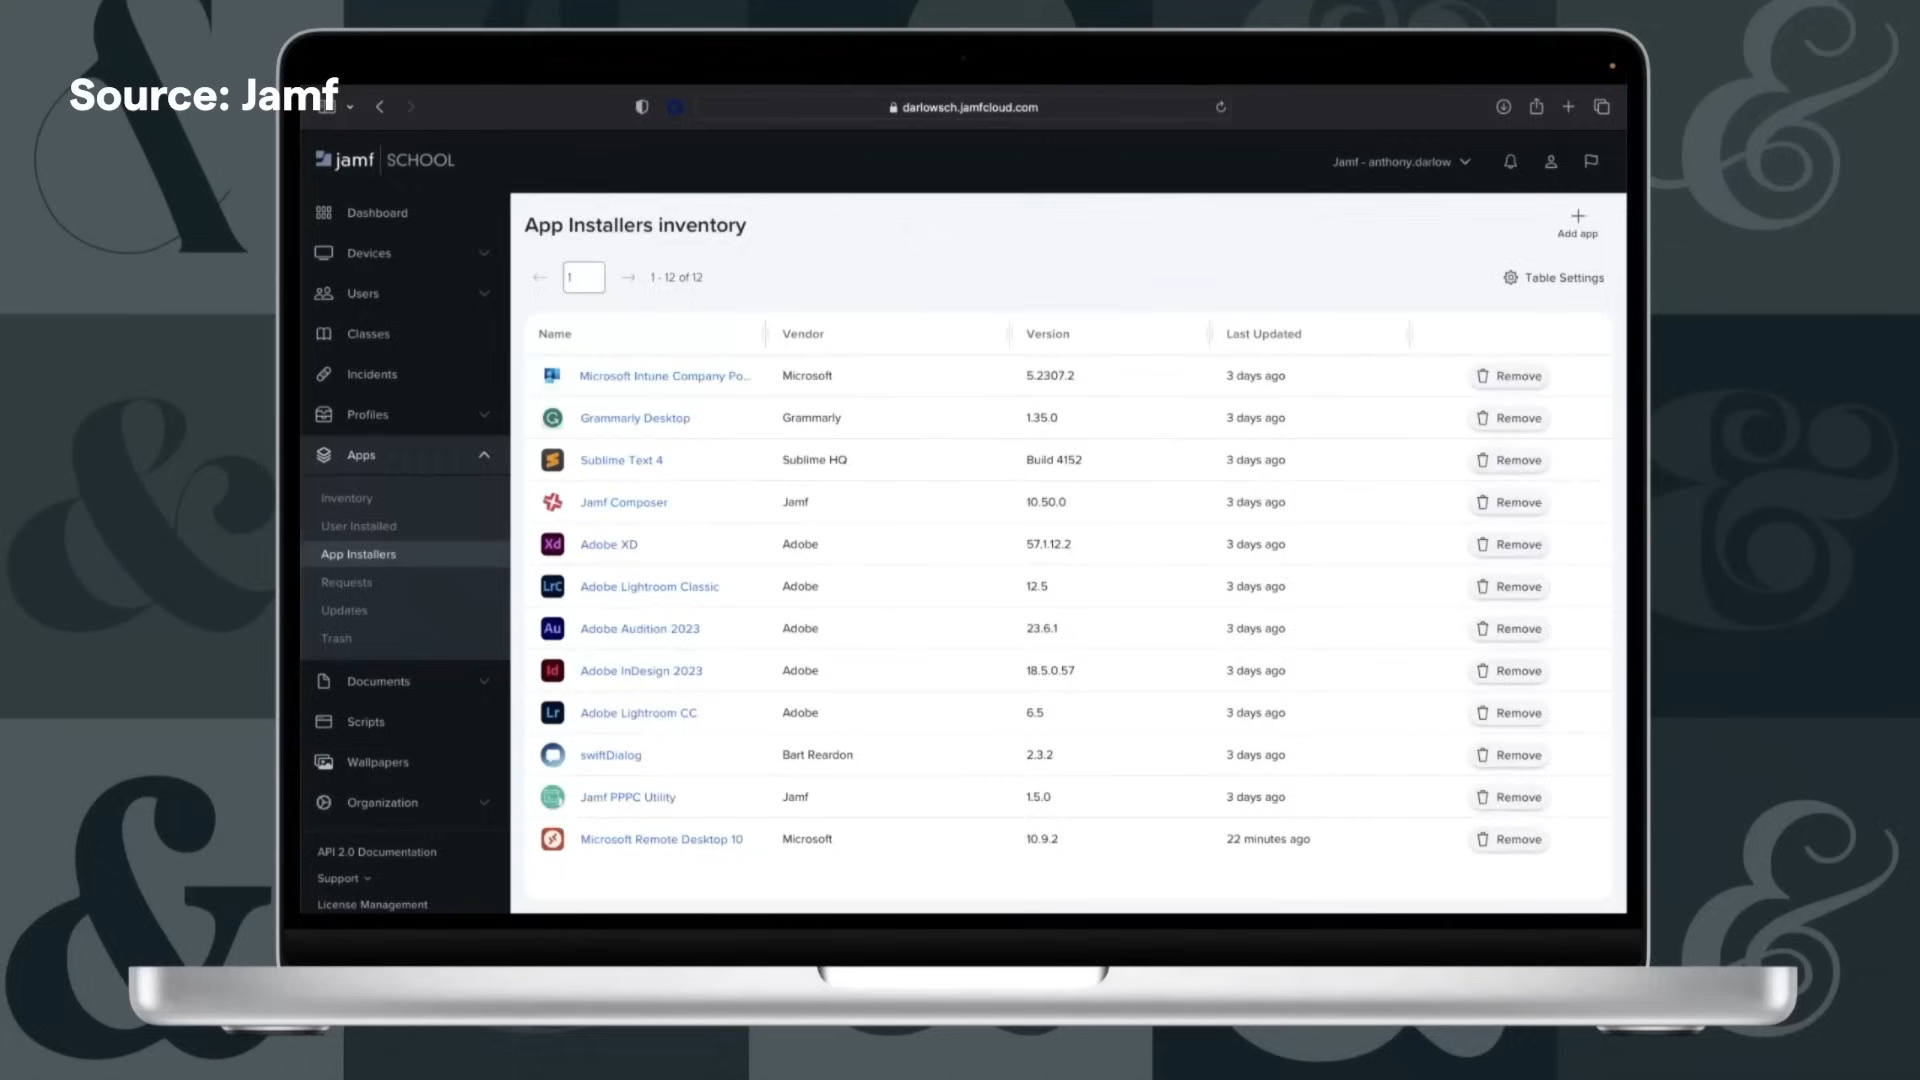 Source: Jamf
darlowsch.jamfcloud.com
jamf SCHOOL
Jamf - anthony.darlow
Dashboard
Devices
Users
Classes
Incidents
Profiles
Apps
Inventory
User Installed
App Installers
Requests
Updates
Trash
Documents
Scripts
Wallpapers
Organization
API 2.0 Documentation
Support
License Management
App Installers inventory
Add app
1
1 - 12 of 12
Table Settings
Name Vendor Version Last Updated
Microsoft Intune Company Po... Microsoft 5.2307.2 3 days ago Remove
G Grammarly Desktop Grammarly 1.35.0 3 days ago Remove
Sublime Text 4 Sublime HQ Build 4152 3 days ago Remove
Jamf Composer Jamf 10.50.0 3 days ago Remove
Xd Adobe XD Adobe 57.1.12.2 3 days ago Remove
LrC Adobe Lightroom Classic Adobe 12.5 3 days ago Remove
Au Adobe Audition 2023 Adobe 23.6.1 3 days ago Remove
Id Adobe InDesign 2023 Adobe 18.5.0.57 3 days ago Remove
Lr Adobe Lightroom CC Adobe 6.5 3 days ago Remove
swiftDialog Bart Reardon 2.3.2 3 days ago Remove
Jamf PPPC Utility Jamf 1.5.0 3 days ago Remove
Microsoft Remote Desktop 10 Microsoft 10.9.2 22 minutes ago Remove